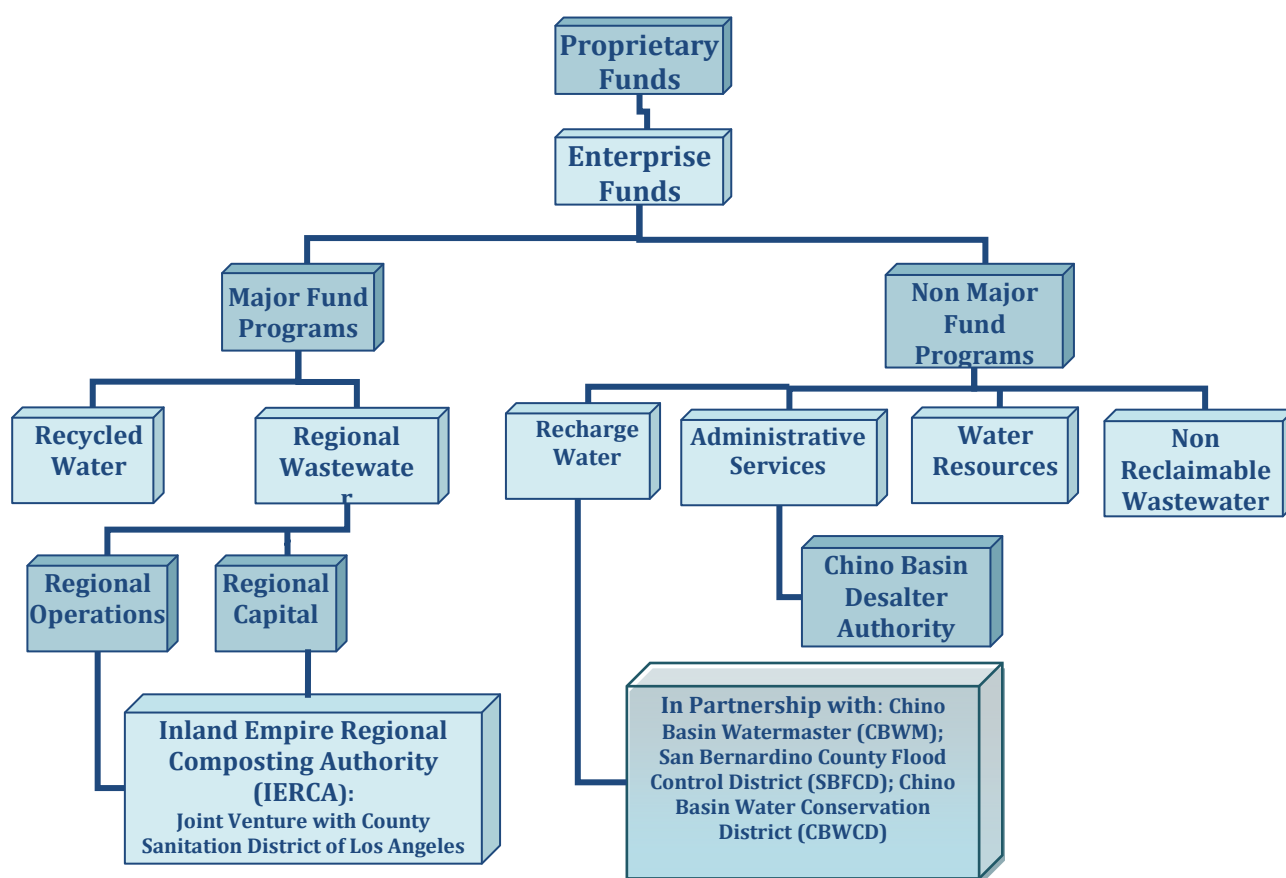 Proprietary
Funds
Enterprise
Funds
Major Fund
Programs
Non Major
Fund
Programs
Recycled
Water
Regional
Wastewate
r
Recharge
Water
Administrative
Services
Water
Resources
Non
Reclaimable
Wastewater
Regional
Operations
Regional
Capital
Chino Basin
Desalter
Authority
Inland Empire Regional
Composting Authority
(IERCA):
Joint Venture with County
Sanitation District of Los Angeles
In Partnership with: Chino
Basin Watermaster (CBWM);
San Bernardino County Flood
Control District (SBFCD); Chino
Basin Water Conservation
District (CBWCD)